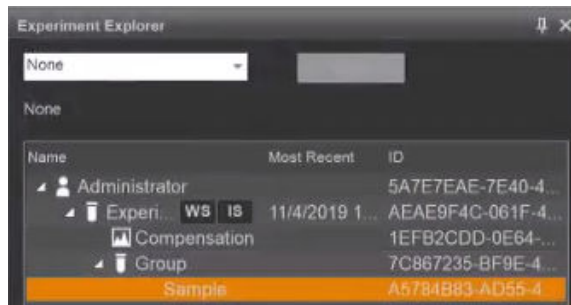 Experiment Explorer
None
None
Name Most Recent ID
Administrator 5A7E7EAE-7E40-4...
Experi... WS IS 11/4/2019 1... AEAE9F4C-061F-4...
Compensation 1EFB2CDD-0E64-...
Group 7C867235-BF9E-4...
Sample A5784B83-AD55-4...